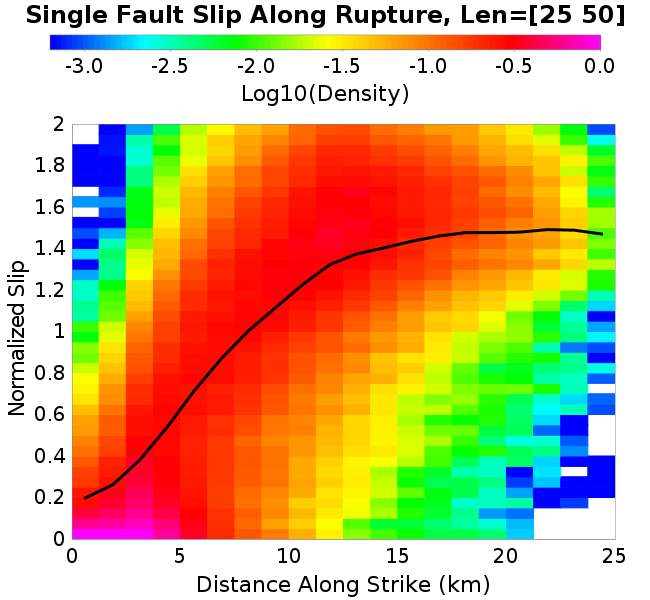 Single Fault Slip Along Rupture, Len=[25 50]
-3.0 -2.5 -2.0 -1.5 -1.0 -0.5 0.0
Log10(Density)
2
1.8
1.6
1.4
1.2
1
0.8
0.6
0.4
0.2
0
Normalized Slip
0 5 10 15 20 25
Distance Along Strike (km)